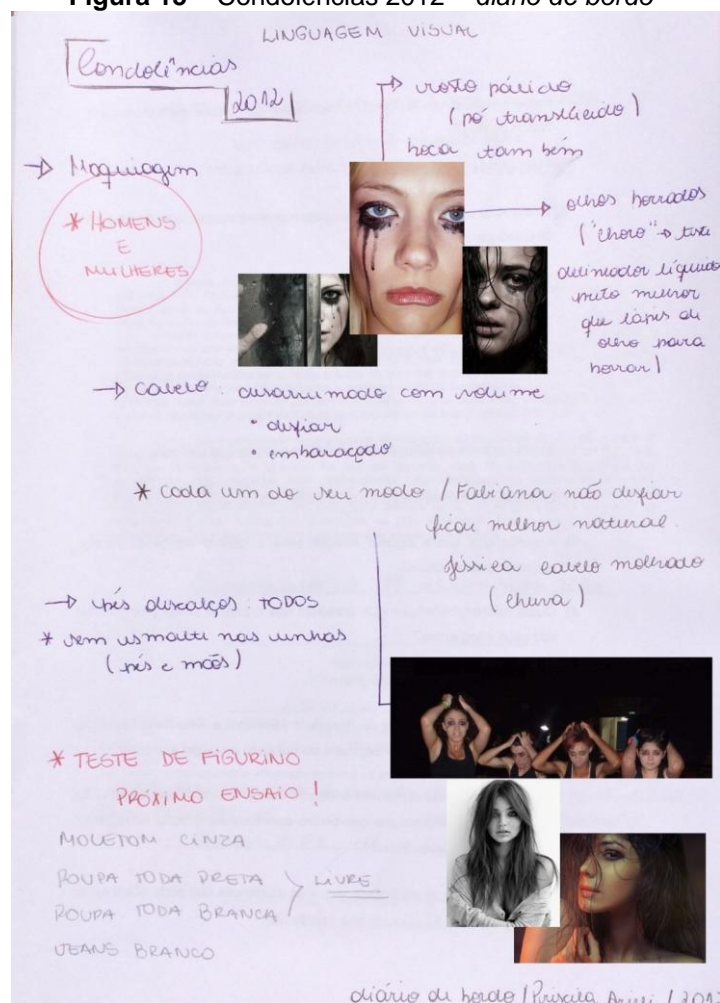 Figura 15 – Condolências 2012 – diário de bordo
LINGUAGEM VISUAL
Condolências
2012
→ rosto pálido
(pó translúcido)
boca também
→ Maquiagem
* HOMENS
E
MULHERES
→ olhos borrados
("choro" →
delineador líquido
preto melhor
que lápis de
olho para
borrar)
→ Cabelo: desarrumado com volume
• desfiar
• embaraçado
* cada um do seu modo / Fabiana não desfiar
ficou melhor natural.
Jéssica cabelo molhado
(chuva)
→ pés descalços: TODOS
* sem esmalte nas unhas
(pés e mãos)
* TESTE DE FIGURINO
PRÓXIMO ENSAIO!
MOLETOM CINZA
ROUPA TODA PRETA
LIVRE
ROUPA TODA BRANCA
JEANS BRANCO
diário de bordo / Priscila / 2012